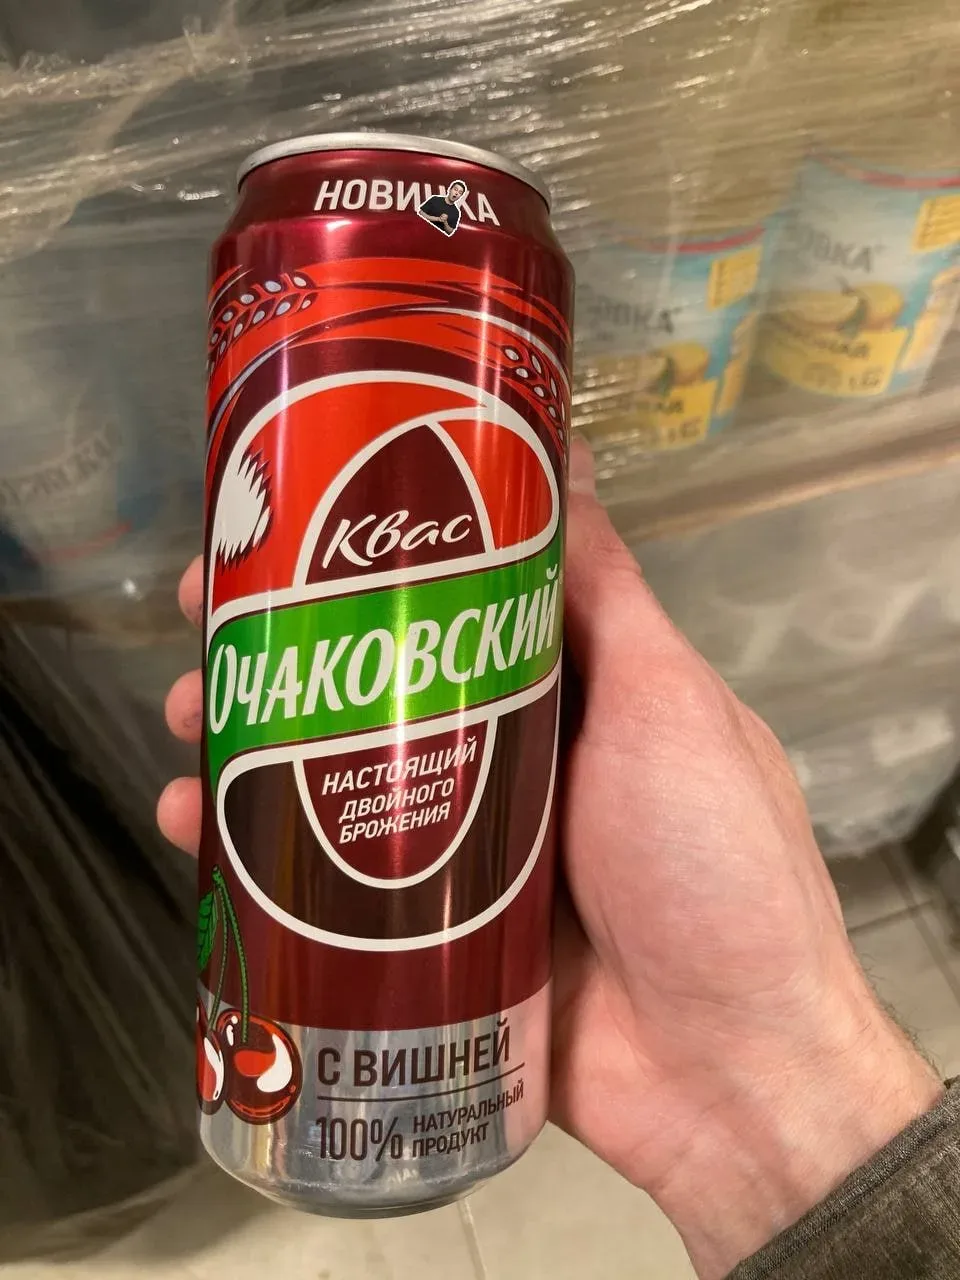 НОВИНКА
Квас
ОЧАКОВСКИЙ
НАСТОЯЩИЙ
ДВОЙНОГО
БРОЖЕНИЯ
С ВИШНЕЙ
100% НАТУРАЛЬНЫЙ
ПРОДУКТ